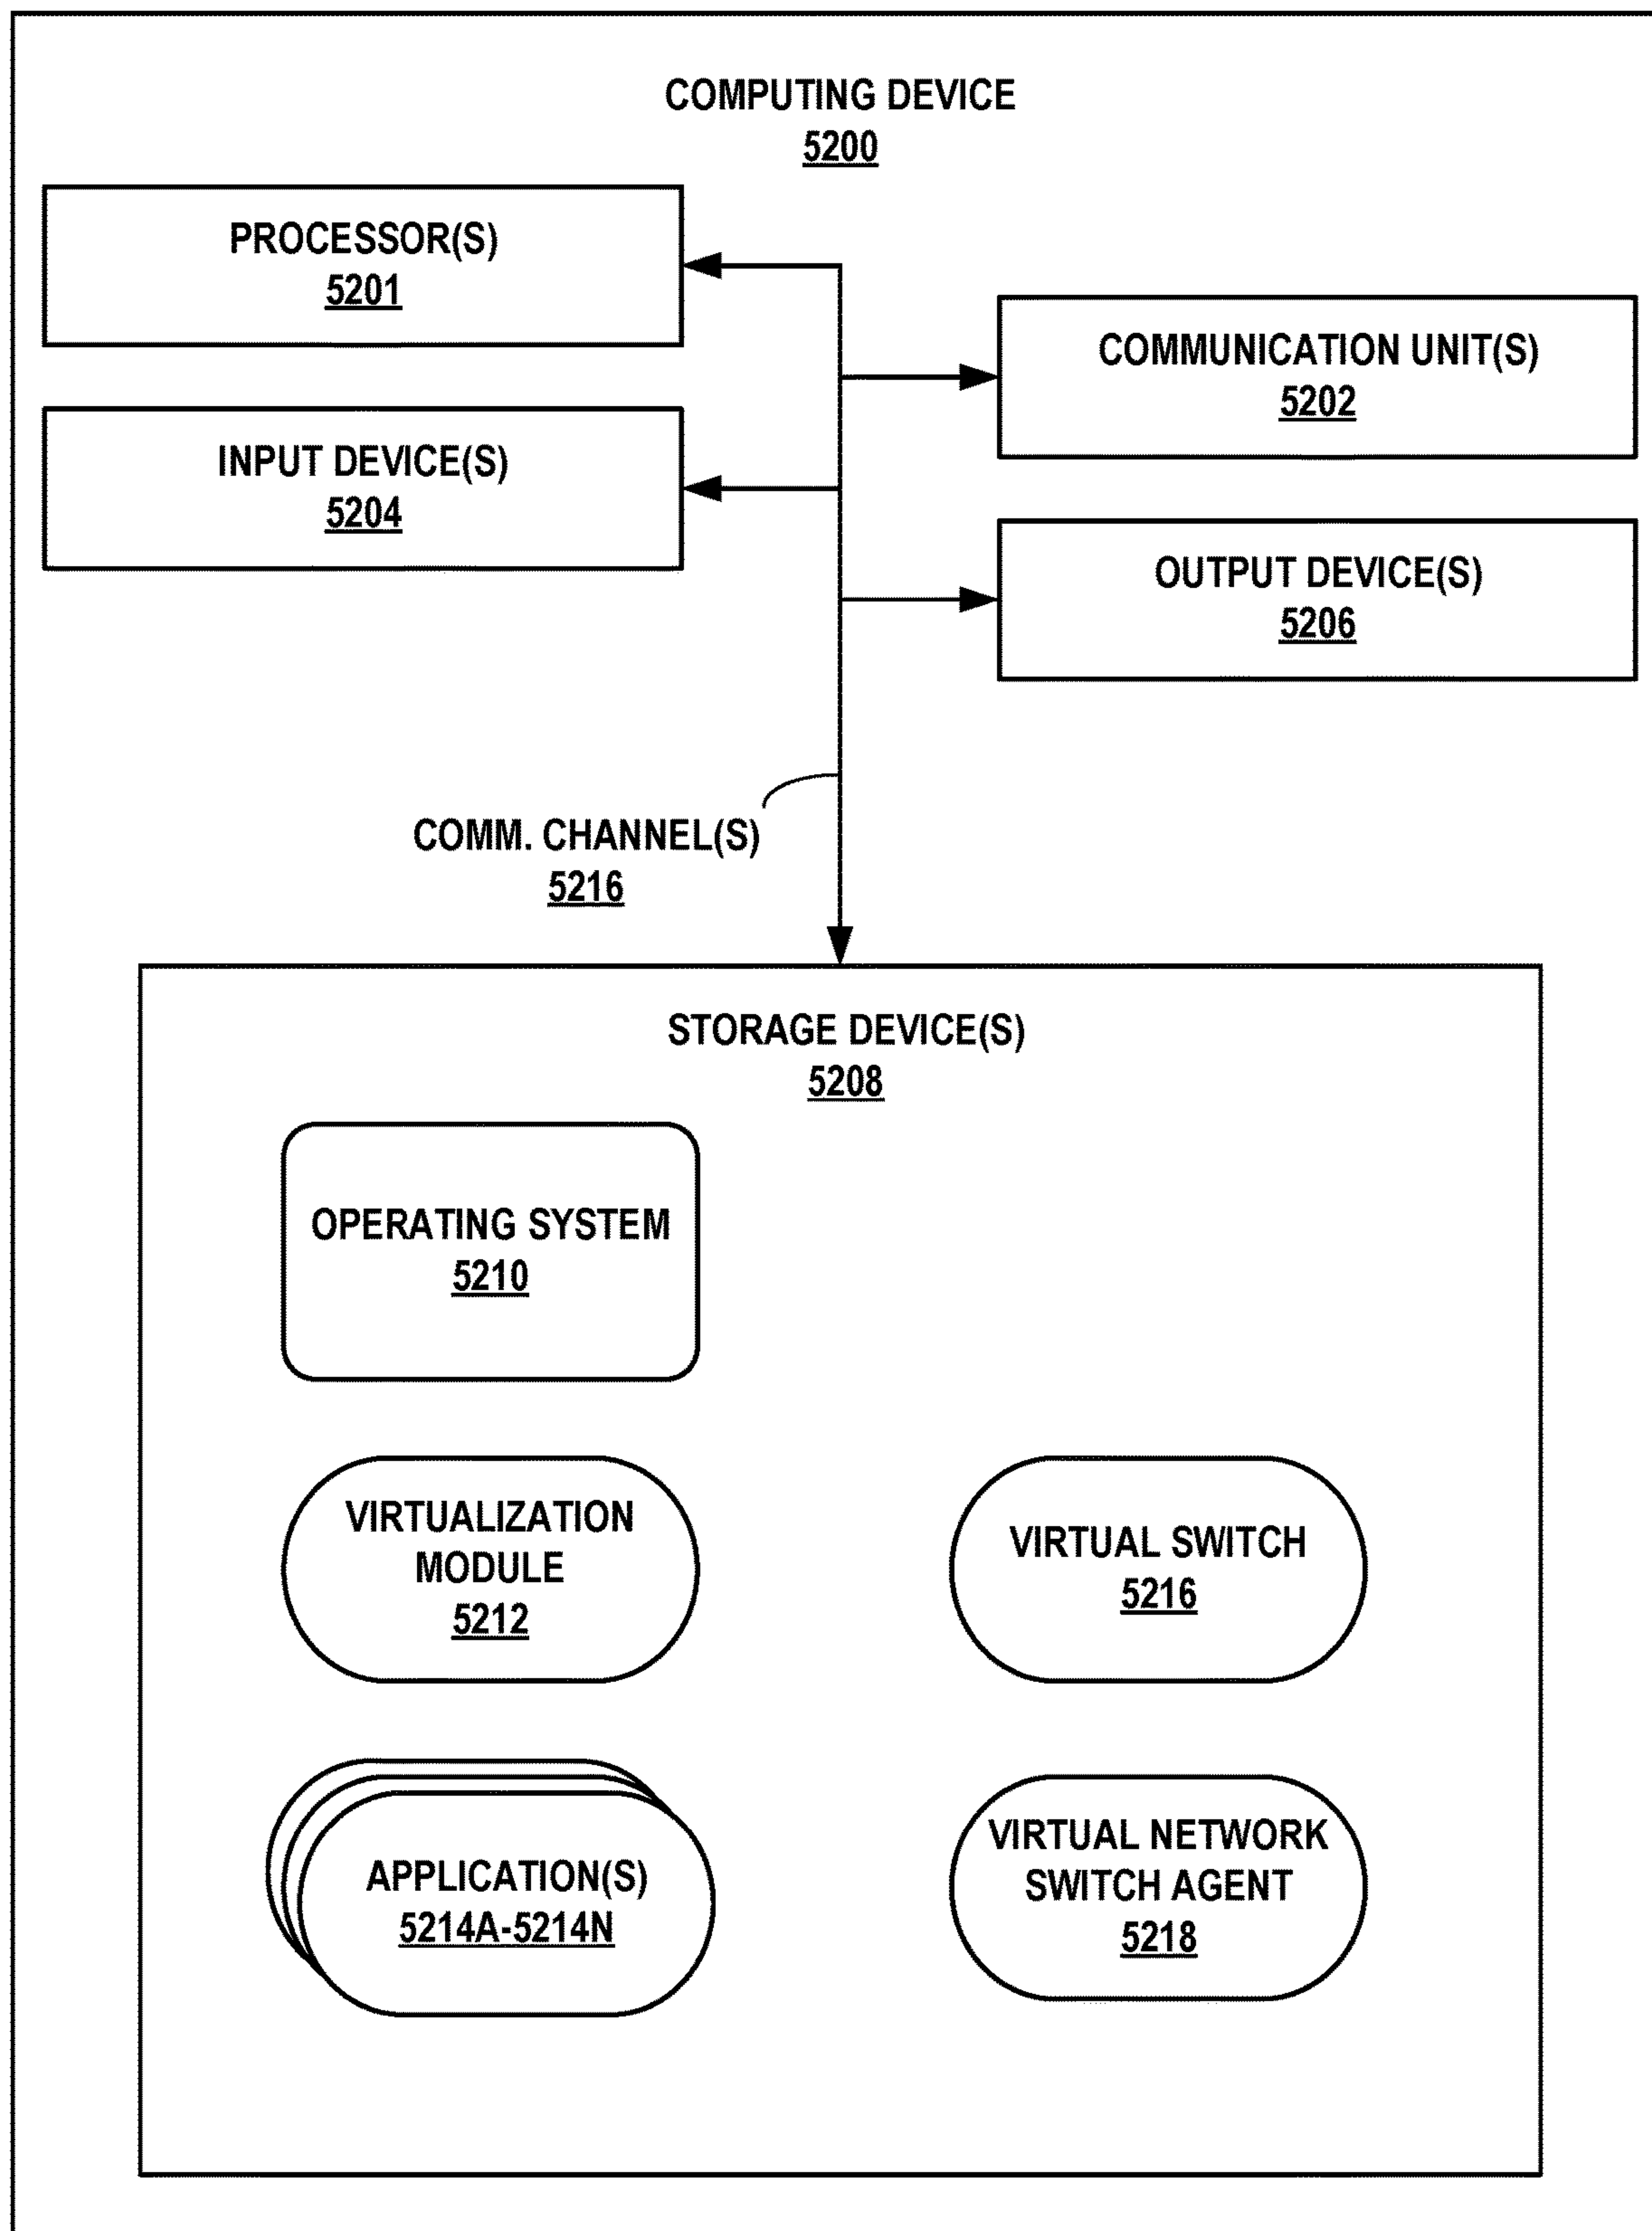 COMPUTING DEVICE
5200
PROCESSOR(S)
5201
COMMUNICATION UNIT(S)
5202
INPUT DEVICE(S)
5204
OUTPUT DEVICE(S)
5206
COMM. CHANNEL(S)
5216
STORAGE DEVICE(S)
5208
OPERATING SYSTEM
5210
VIRTUALIZATION
MODULE
5212
VIRTUAL SWITCH
5216
APPLICATION(S)
5214A-5214N
VIRTUAL NETWORK
SWITCH AGENT
5218